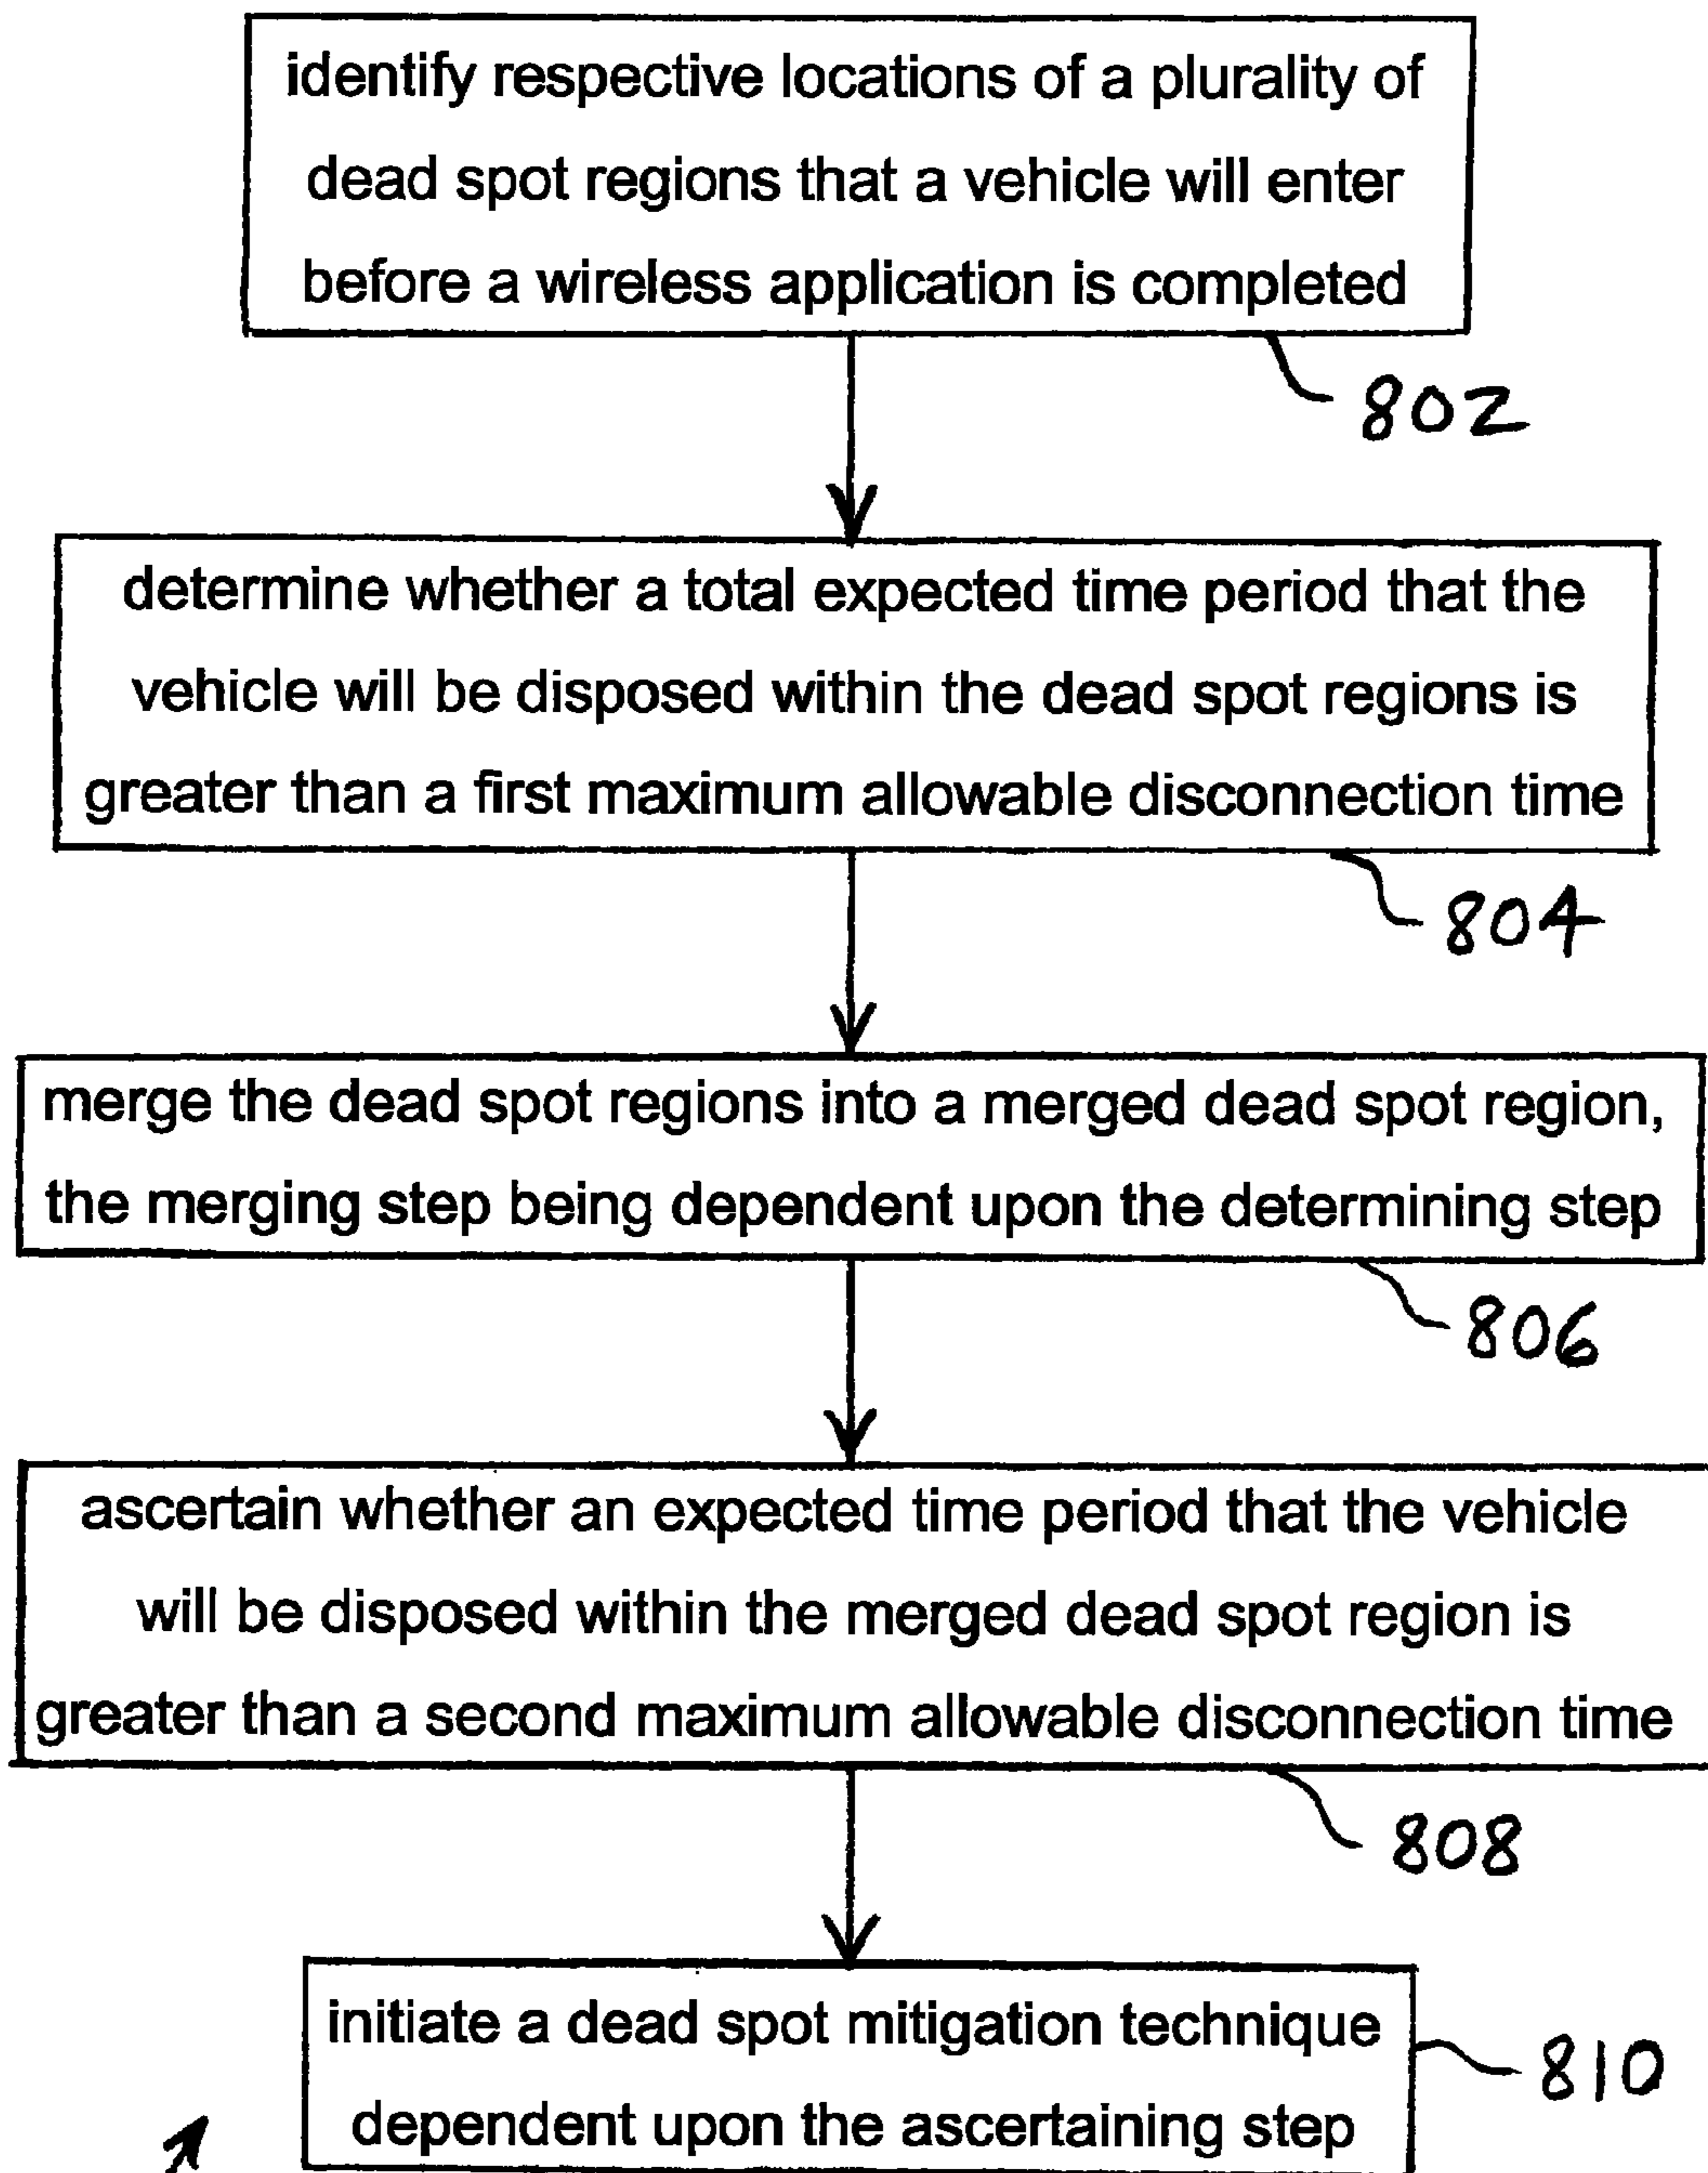 identify respective locations of a plurality of
dead spot regions that a vehicle will enter
before a wireless application is completed
802
determine whether a total expected time period that the
vehicle will be disposed within the dead spot regions is
greater than a first maximum allowable disconnection time
804
merge the dead spot regions into a merged dead spot region,
the merging step being dependent upon the determining step
806
ascertain whether an expected time period that the vehicle
will be disposed within the merged dead spot region is
greater than a second maximum allowable disconnection time
808
initiate a dead spot mitigation technique
dependent upon the ascertaining step
810